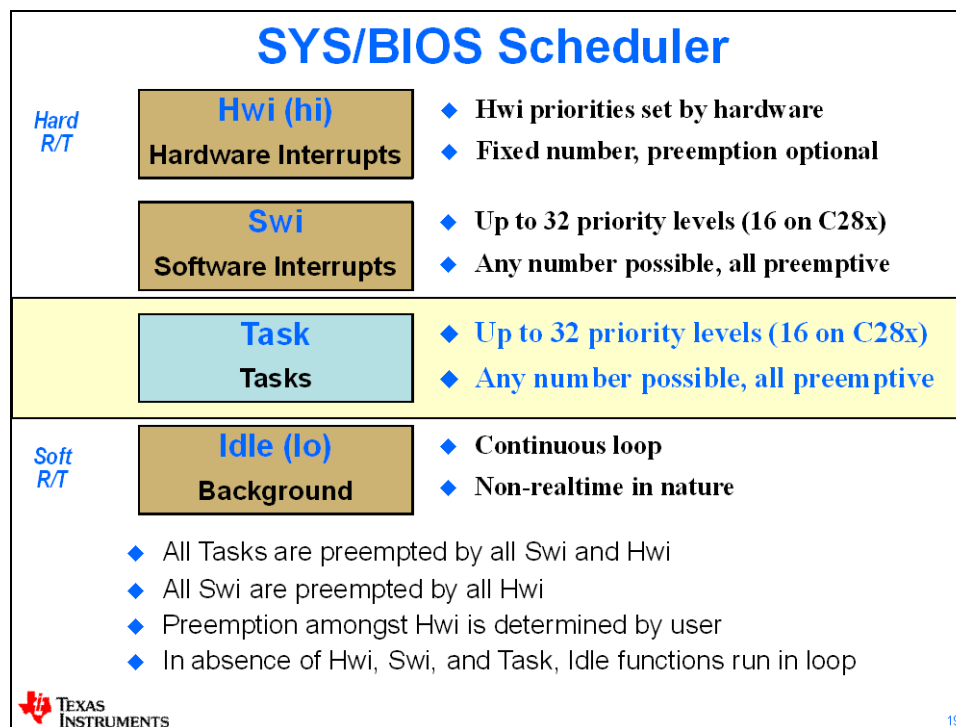 SYS/BIOS Scheduler
Hard
R/T
Hwi (hi)
Hardware Interrupts
◆ Hwi priorities set by hardware
◆ Fixed number, preemption optional
Swi
Software Interrupts
◆ Up to 32 priority levels (16 on C28x)
◆ Any number possible, all preemptive
Task
Tasks
◆ Up to 32 priority levels (16 on C28x)
◆ Any number possible, all preemptive
Soft
R/T
Idle (lo)
Background
◆ Continuous loop
◆ Non-realtime in nature
◆ All Tasks are preempted by all Swi and Hwi
◆ All Swi are preempted by all Hwi
◆ Preemption amongst Hwi is determined by user
◆ In absence of Hwi, Swi, and Task, Idle functions run in loop
TEXAS
INSTRUMENTS